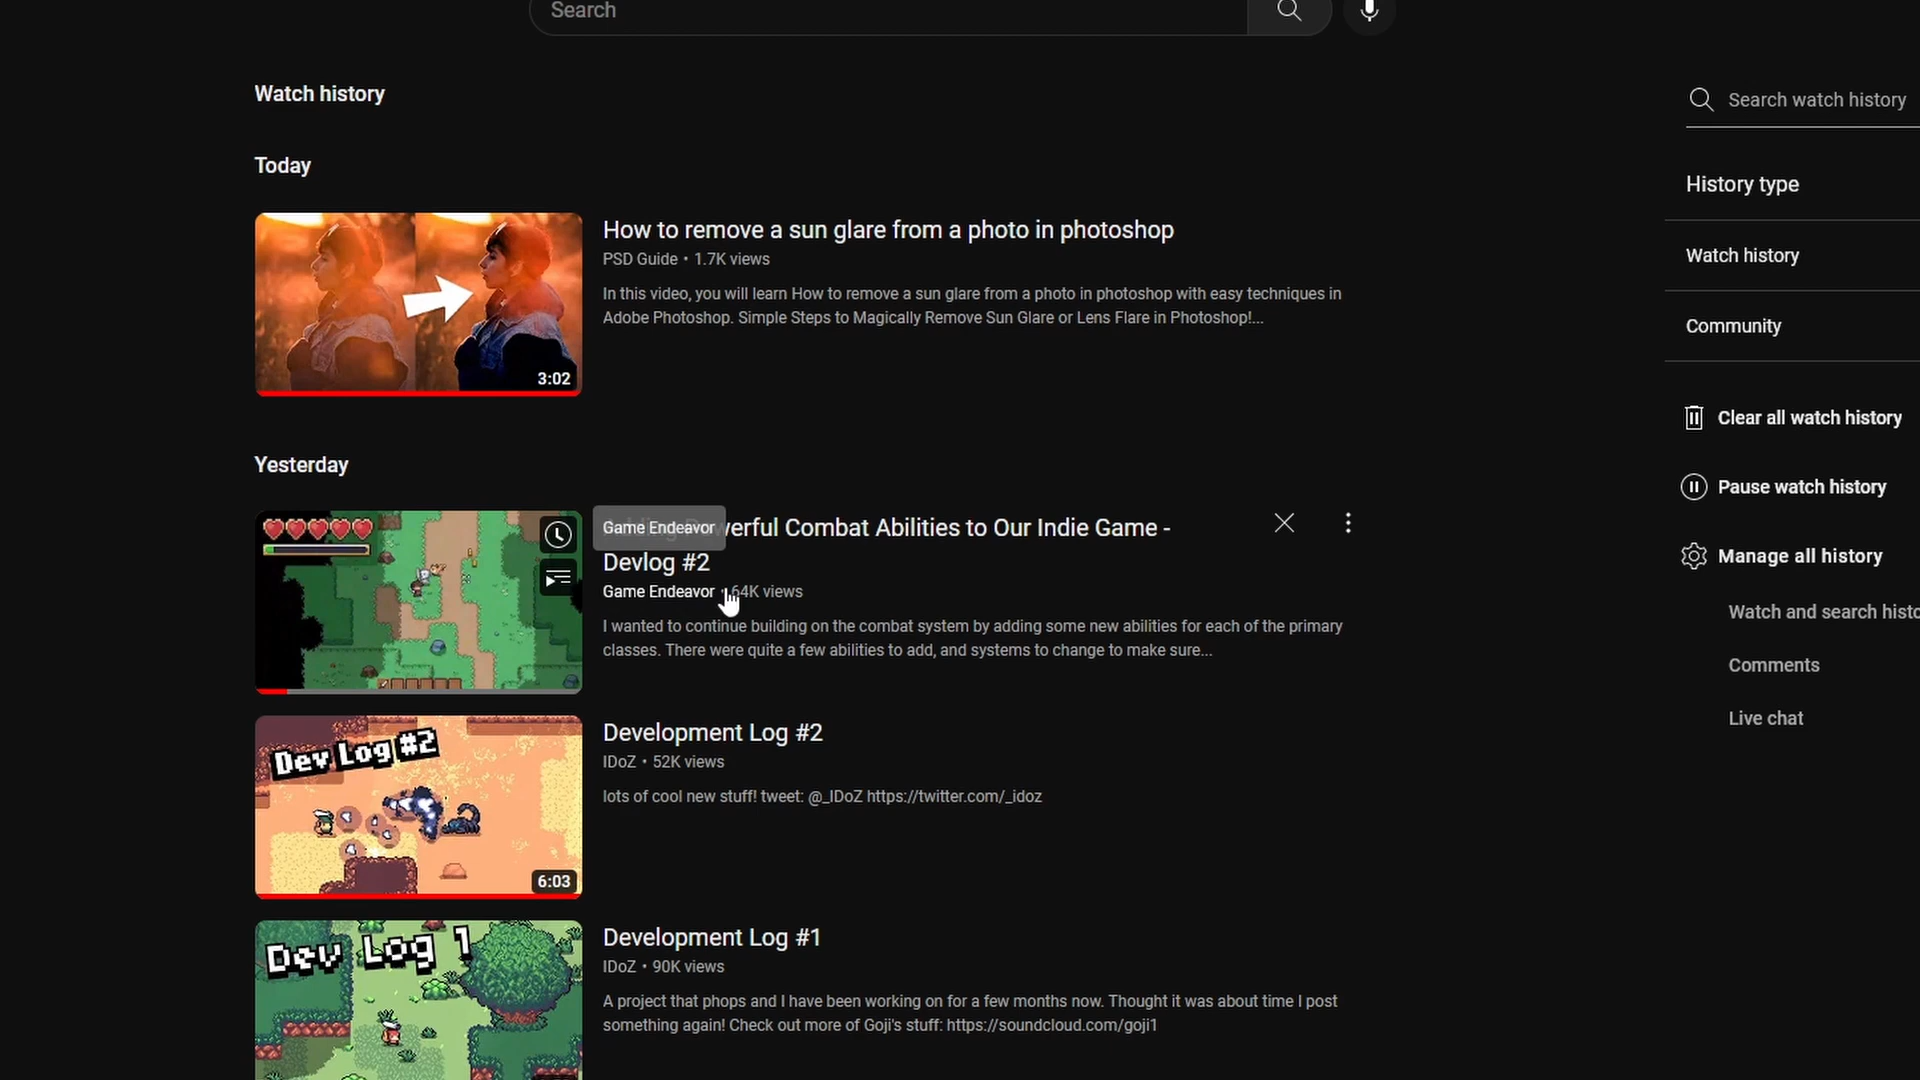 Search
Watch history
Search watch history
Today
History type
Watch history
Community
Clear all watch history
Pause watch history
Manage all history
Watch and search histo
Comments
Live chat
3:02
How to remove a sun glare from a photo in photoshop
PSD Guide • 1.7K views
In this video, you will learn How to remove a sun glare from a photo in photoshop with easy techniques in
Adobe Photoshop. Simple Steps to Magically Remove Sun Glare or Lens Flare in Photoshop!...
Yesterday
Game Endeavor
erful Combat Abilities to Our Indie Game -
Devlog #2
Game Endeavor • 64K views
I wanted to continue building on the combat system by adding some new abilities for each of the primary
classes. There were quite a few abilities to add, and systems to change to make sure...
Dev Log #2
6:03
Development Log #2
IDoZ • 52K views
lots of cool new stuff! tweet: @_IDoZ https://twitter.com/_idoz
Dev Log 1
Development Log #1
IDoZ • 90K views
A project that phops and I have been working on for a few months now. Thought it was about time I post
something again! Check out more of Goji's stuff: https://soundcloud.com/goji1